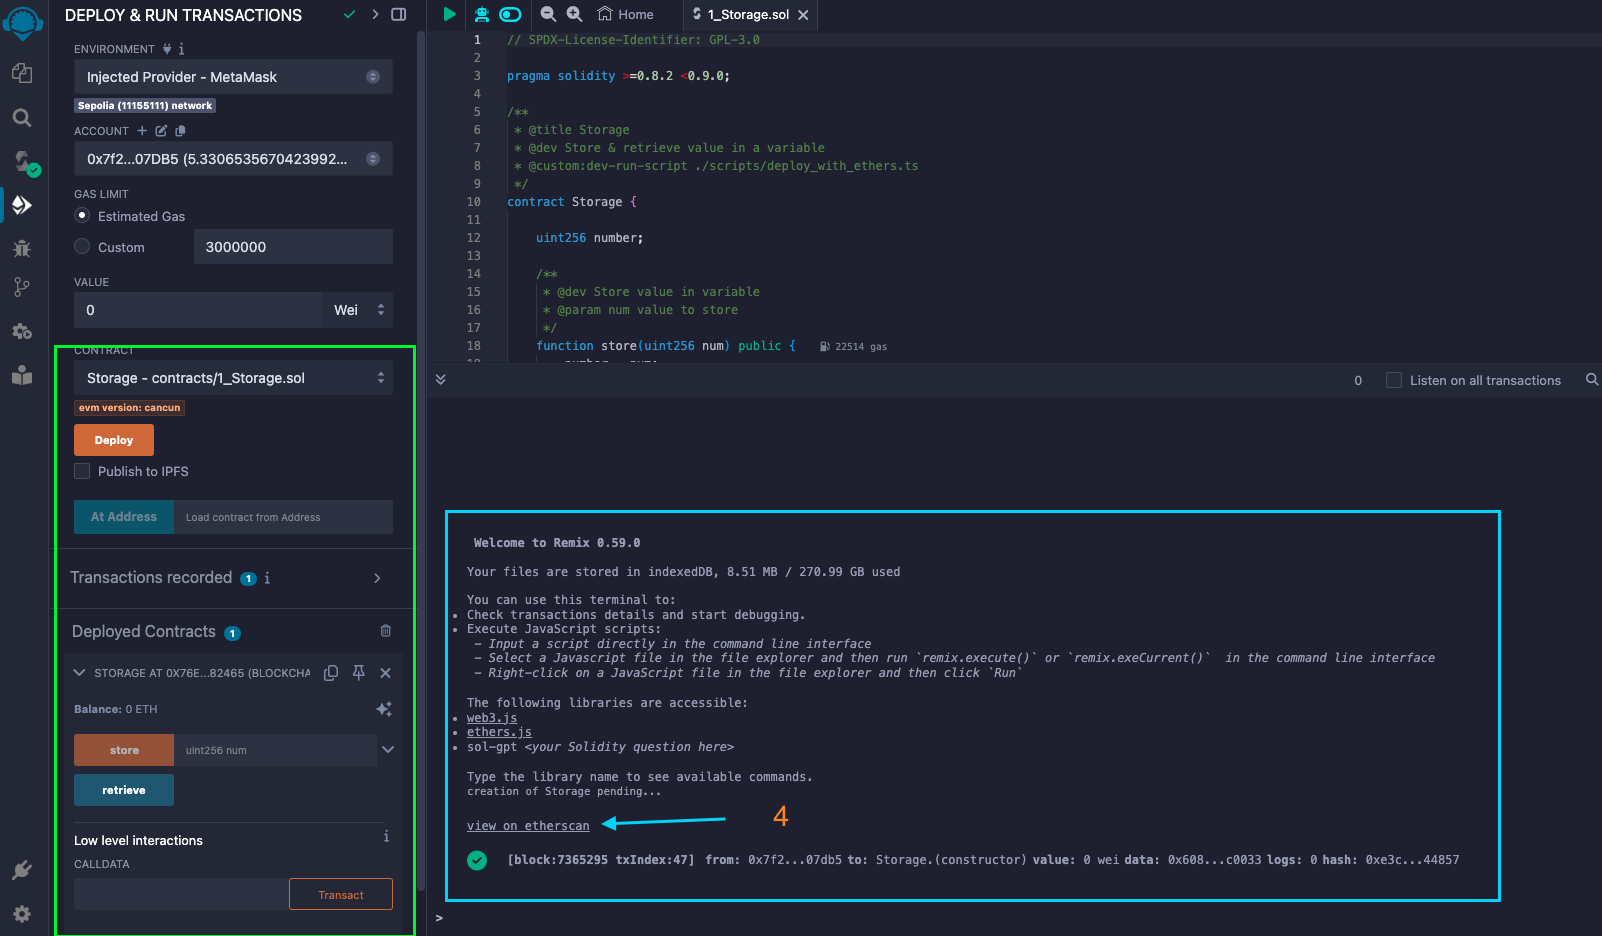 DEPLOY & RUN TRANSACTIONS
ENVIRONMENT
Injected Provider - MetaMask
Sepolia (11155111) network
ACCOUNT
0x7f2...07DB5 (5.3306535670423992...
GAS LIMIT
Estimated Gas
Custom
3000000
VALUE
0
Wei
CONTRACT
Storage - contracts/1_Storage.sol
evm version: cancun
Deploy
Publish to IPFS
At Address
Load contract from Address
Transactions recorded 1 i
Deployed Contracts 1
STORAGE AT 0X76E...82465 (BLOCKCHA
Balance: 0 ETH
store
uint256 num
retrieve
Low level interactions
CALLDATA
Transact
Home
1_Storage.sol
1 // SPDX-License-Identifier: GPL-3.0
2
3 pragma solidity >=0.8.2 <0.9.0;
4
5 /**
6 * @title Storage
7 * @dev Store & retrieve value in a variable
8 * @custom:dev-run-script ./scripts/deploy_with_ethers.ts
9 */
10 contract Storage {
11
12 uint256 number;
13
14 /**
15 * @dev Store value in variable
16 * @param num value to store
17 */
18 function store(uint256 num) public { 22514 gas
0
Listen on all transactions
Welcome to Remix 0.59.0
Your files are stored in indexedDB, 8.51 MB / 270.99 GB used
You can use this terminal to:
• Check transactions details and start debugging.
• Execute JavaScript scripts:
- Input a script directly in the command line interface
- Select a Javascript file in the file explorer and then run `remix.execute()` or `remix.exeCurrent()` in the command line interface
- Right-click on a JavaScript file in the file explorer and then click `Run`
The following libraries are accessible:
• web3.js
• ethers.js
• sol-gpt <your Solidity question here>
Type the library name to see available commands.
creation of Storage pending...
view on etherscan
4
[block:7365295 txIndex:47] from: 0x7f2...07db5 to: Storage.(constructor) value: 0 wei data: 0x608...c0033 logs: 0 hash: 0xe3c...44857
>